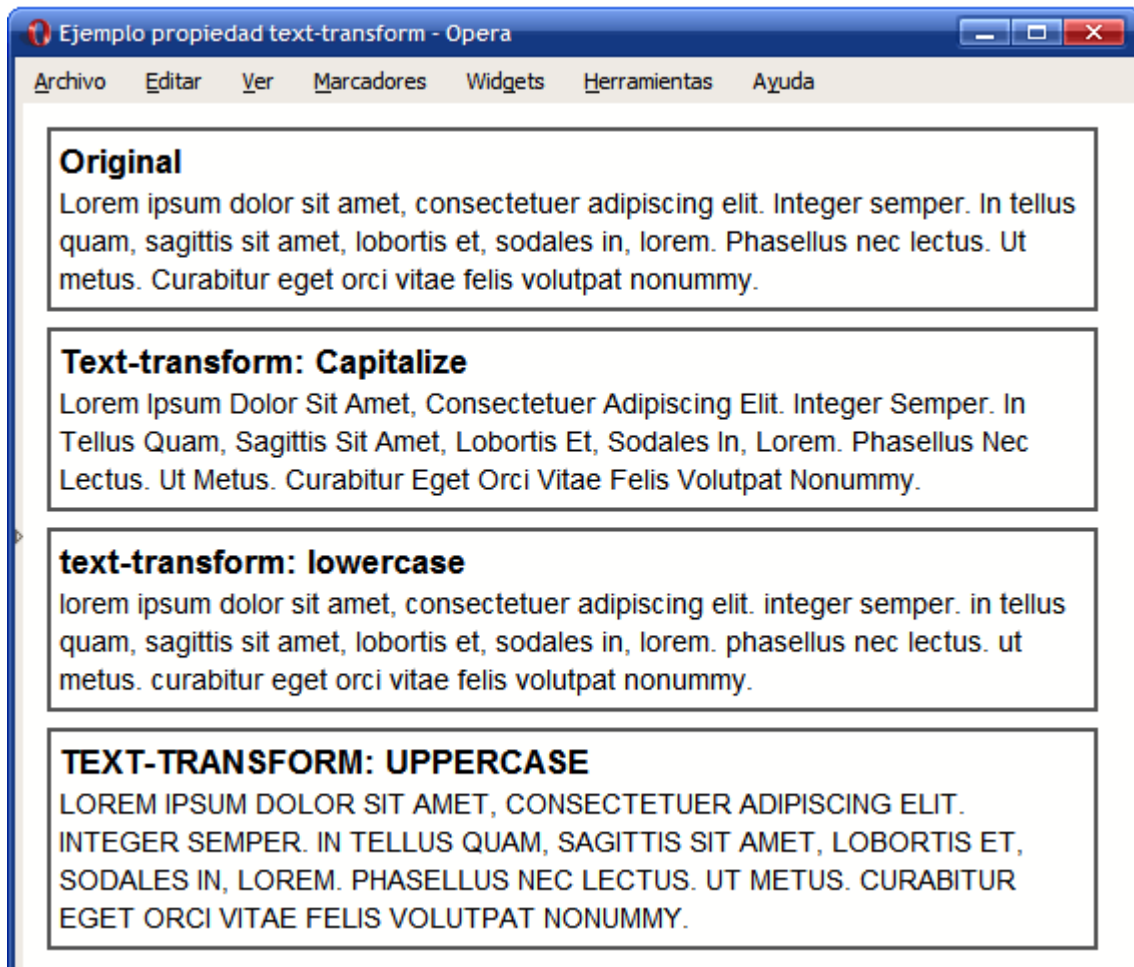 Ejemplo propiedad text-transform - Opera
Archivo Editar Ver Marcadores Widgets Herramientas Ayuda
Original
Lorem ipsum dolor sit amet, consectetuer adipiscing elit. Integer semper. In tellus
quam, sagittis sit amet, lobortis et, sodales in, lorem. Phasellus nec lectus. Ut
metus. Curabitur eget orci vitae felis volutpat nonummy.
Text-transform: Capitalize
Lorem Ipsum Dolor Sit Amet, Consectetuer Adipiscing Elit. Integer Semper. In
Tellus Quam, Sagittis Sit Amet, Lobortis Et, Sodales In, Lorem. Phasellus Nec
Lectus. Ut Metus. Curabitur Eget Orci Vitae Felis Volutpat Nonummy.
text-transform: lowercase
lorem ipsum dolor sit amet, consectetuer adipiscing elit. integer semper. in tellus
quam, sagittis sit amet, lobortis et, sodales in, lorem. phasellus nec lectus. ut
metus. curabitur eget orci vitae felis volutpat nonummy.
TEXT-TRANSFORM: UPPERCASE
LOREM IPSUM DOLOR SIT AMET, CONSECTETUER ADIPISCING ELIT.
INTEGER SEMPER. IN TELLUS QUAM, SAGITTIS SIT AMET, LOBORTIS ET,
SODALES IN, LOREM. PHASELLUS NEC LECTUS. UT METUS. CURABITUR
EGET ORCI VITAE FELIS VOLUTPAT NONUMMY.